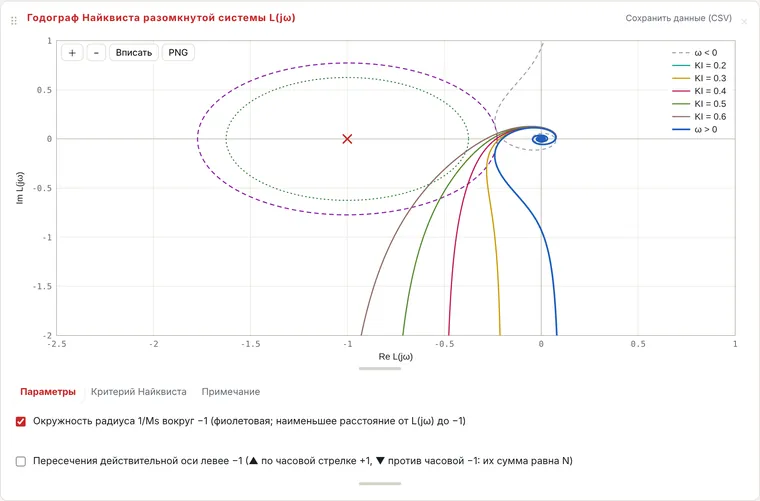 Годограф Найквиста разомкнутой системы L(jω)
Сохранить данные (CSV)
+ − Вписать PNG
ω < 0
KI = 0.2
KI = 0.3
KI = 0.4
KI = 0.5
KI = 0.6
ω > 0
1
0.5
0
-0.5
-1
-1.5
-2
Im L(jω)
-2.5 -2 -1.5 -1 -0.5 0 0.5 1
Re L(jω)
Параметры Критерий Найквиста Примечание
Окружность радиуса 1/Ms вокруг −1 (фиолетовая; наименьшее расстояние от L(jω) до −1)
Пересечения действительной оси левее −1 (▲ по часовой стрелке +1, ▼ против часовой −1: их сумма равна N)